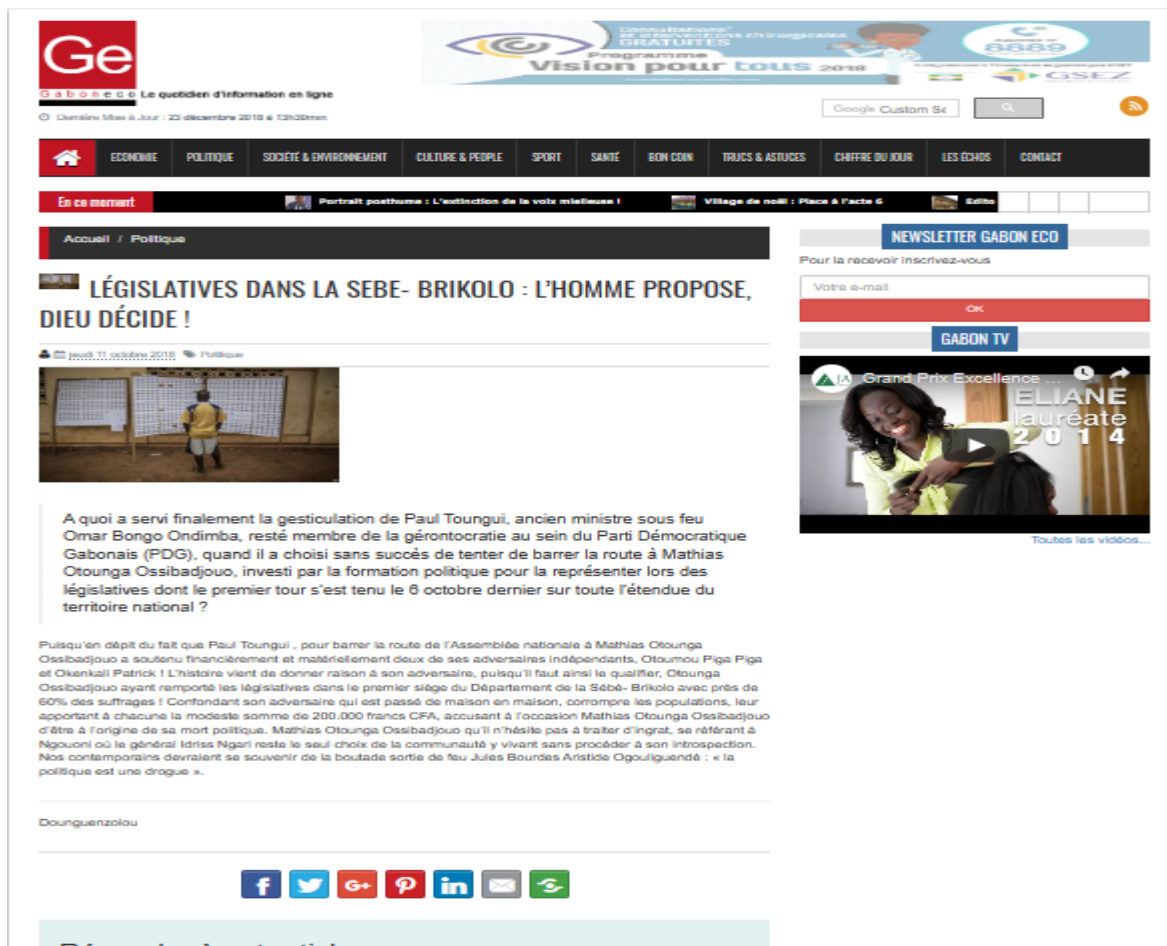 Consultations
et interventions chirurgicales
GRATUITES
Programme
Vision pour tous 2018
8889
GSEZ
Ge
Gaboneco Le quotidien d'information en ligne
Dernière Mise à Jour : 23 décembre 2018 à 13h30min
Google Custom Se
ECONOMIE POLITIQUE SOCIÉTÉ & ENVIRONNEMENT CULTURE & PEOPLE SPORT SANTÉ BON COIN TRUCS & ASTUCES CHIFFRE DU JOUR LES ÉCHOS CONTACT
En ce moment Portrait posthume : L'extinction de la voix mielleuse ! Village de noël : Place à l'acte 6 Edito
Accueil / Politique
LÉGISLATIVES DANS LA SEBE- BRIKOLO : L'HOMME PROPOSE,
DIEU DÉCIDE !
jeudi 11 octobre 2018 Politique
A quoi a servi finalement la gesticulation de Paul Toungui, ancien ministre sous feu
Omar Bongo Ondimba, resté membre de la gérontocratie au sein du Parti Démocratique
Gabonais (PDG), quand il a choisi sans succès de tenter de barrer la route à Mathias
Otounga Ossibadjouo, investi par la formation politique pour la représenter lors des
législatives dont le premier tour s'est tenu le 6 octobre dernier sur toute l'étendue du
territoire national ?
Puisqu'en dépit du fait que Paul Toungui , pour barrer la route de l'Assemblée nationale à Mathias Otounga
Ossibadjouo a soutenu financièrement et matériellement deux de ses adversaires indépendants, Otoumou Piga Piga
et Okenkali Patrick ! L'histoire vient de donner raison à son adversaire, puisqu'il faut ainsi le qualifier, Otounga
Ossibadjouo ayant remporté les législatives dans le premier siège du Département de la Sébé- Brikolo avec près de
60% des suffrages ! Confondant son adversaire qui est passé de maison en maison, corrompre les populations, leur
apportant à chacune la modeste somme de 200.000 francs CFA, accusant à l'occasion Mathias Otounga Ossibadjouo
d'être à l'origine de sa mort politique. Mathias Otounga Ossibadjouo qu'il n'hésite pas à traiter d'ingrat, se référant à
Ngouoni où le général Idriss Ngari reste le seul choix de la communauté y vivant sans procéder à son introspection.
Nos contemporains devraient se souvenir de la boutade sortie de feu Jules Bourdes Aristide Ogouliguendé : « la
politique est une drogue ».
Dounguenzolou
NEWSLETTER GABON ECO
Pour la recevoir inscrivez-vous
Votre e-mail
OK
GABON TV
JA Grand Prix Excellence ...
ELIANE
lauréate
2014
Toutes les vidéos...